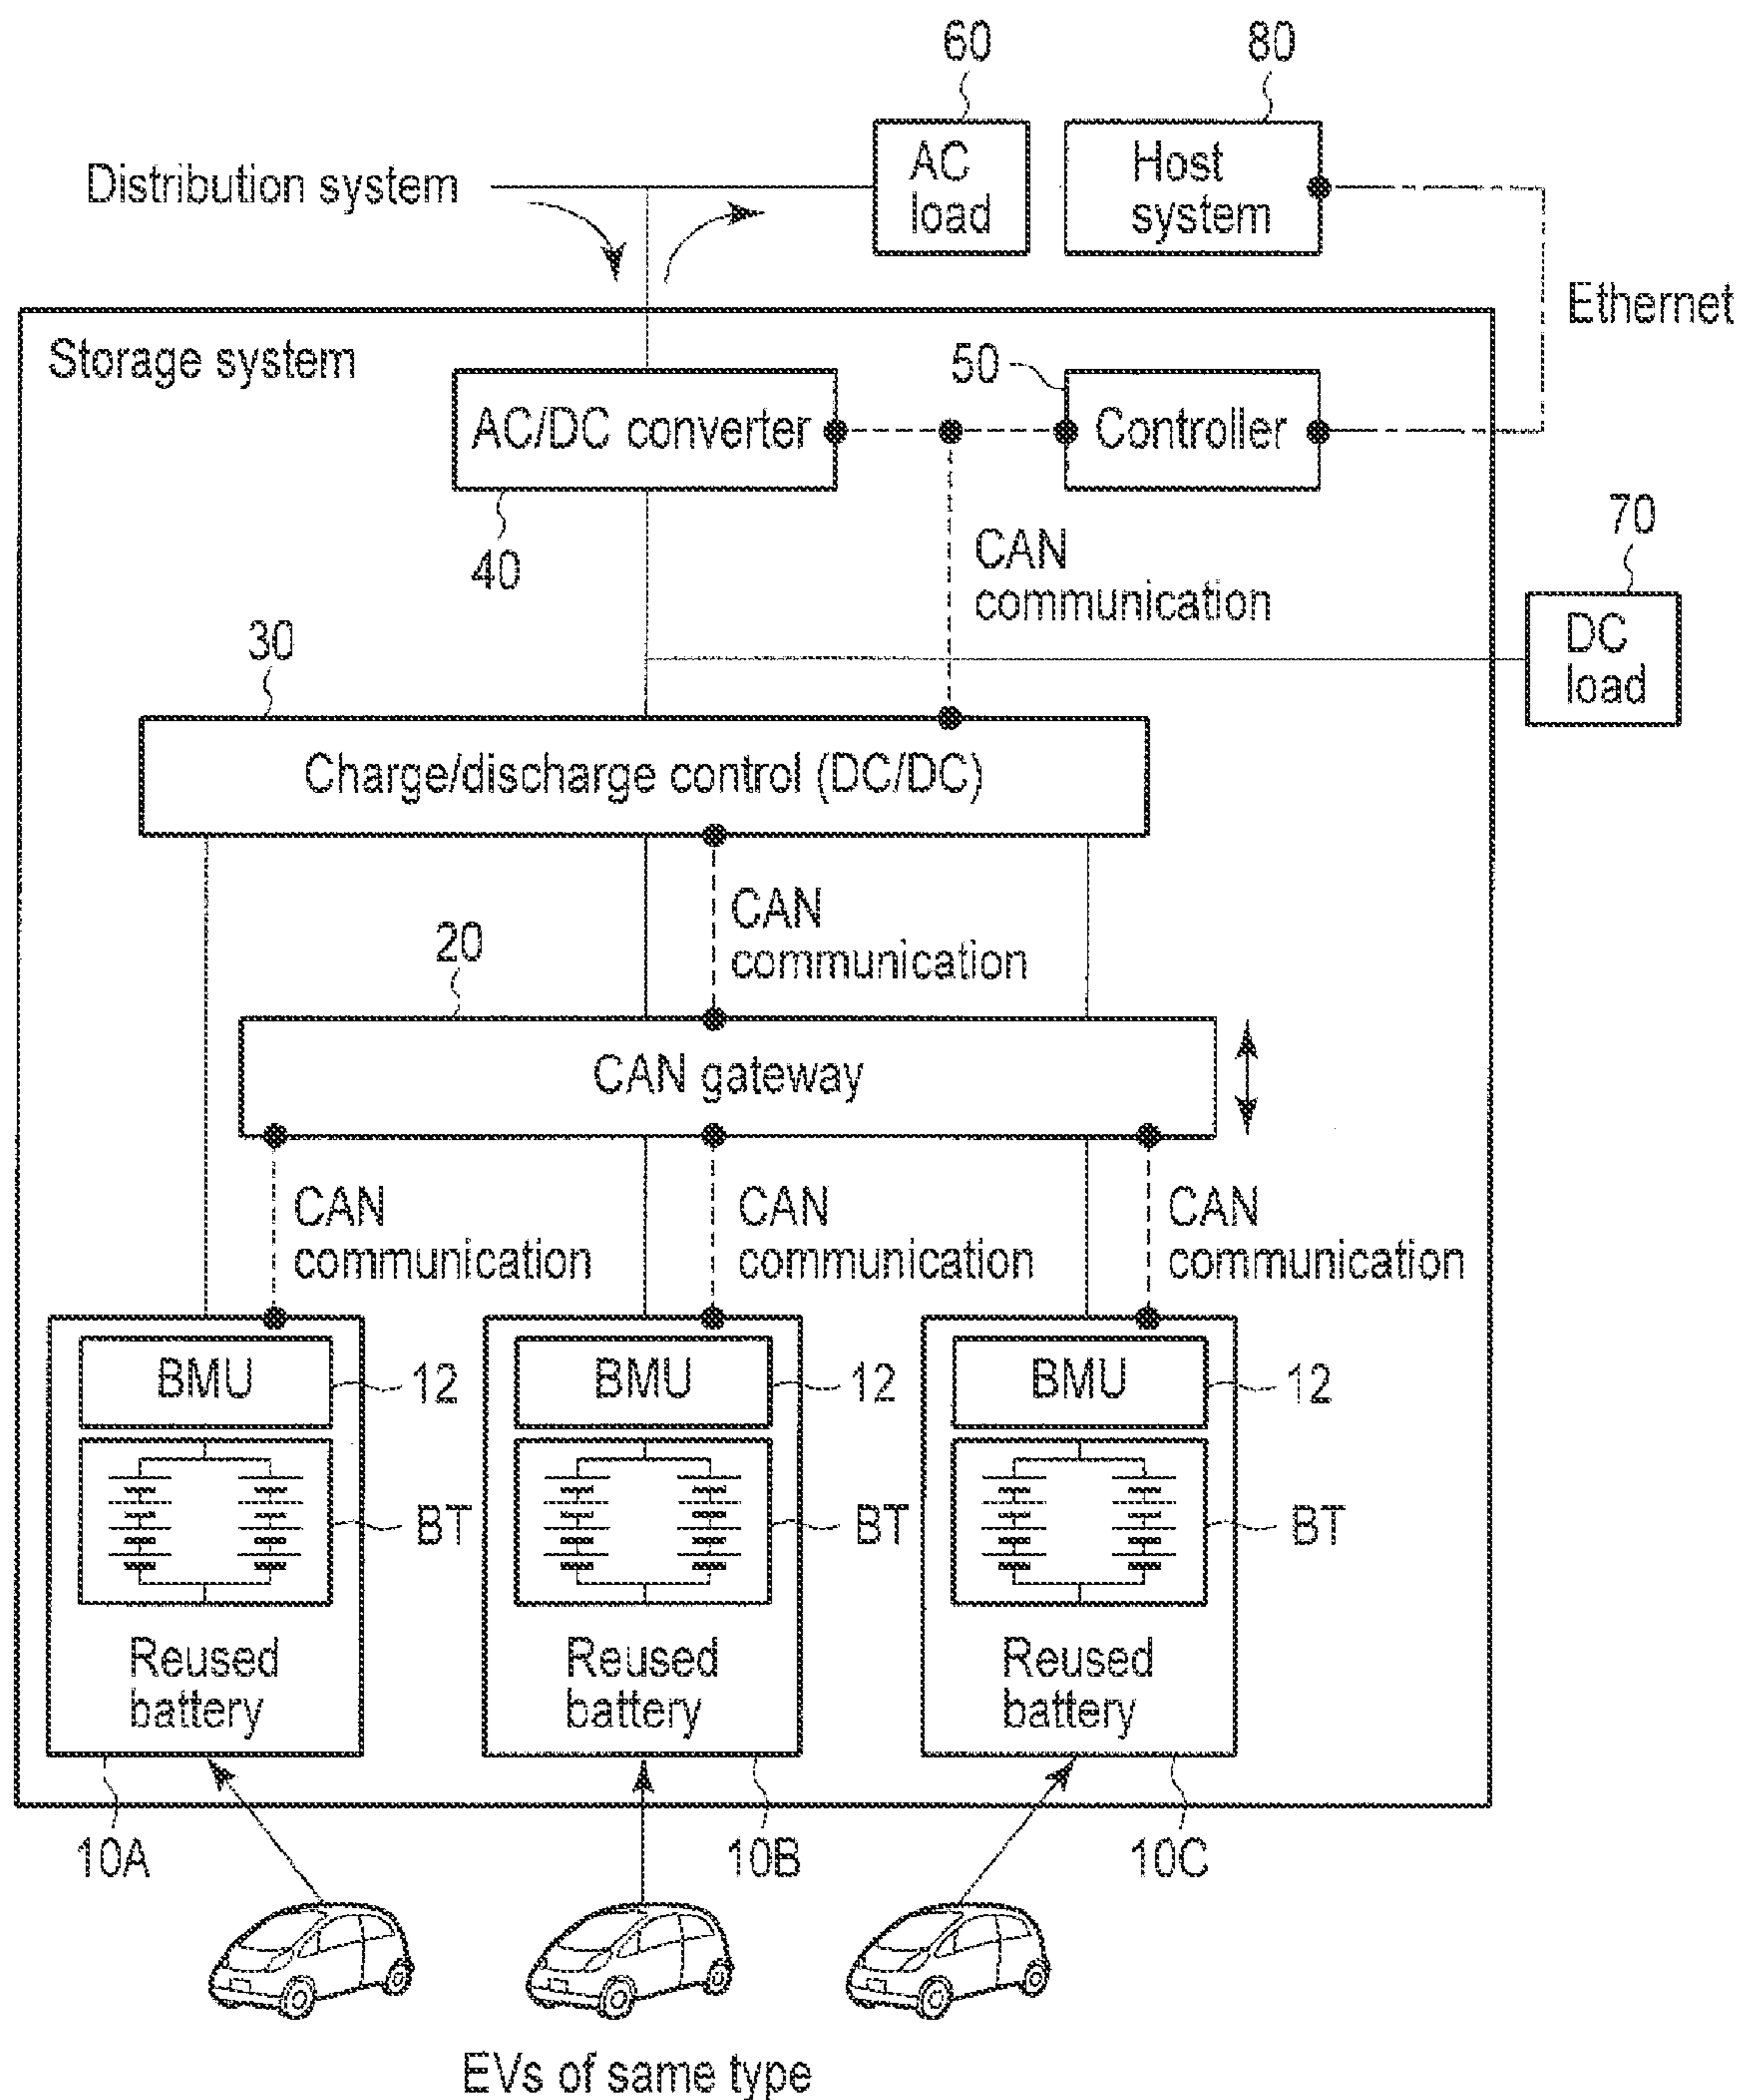 60
80
AC
load
Host
system
Distribution system
Ethernet
Storage system
50
AC/DC converter
Controller
40
CAN
communication
70
DC
load
30
Charge/discharge control (DC/DC)
CAN
communication
20
CAN gateway
CAN
communication
CAN
communication
CAN
communication
BMU
12
BMU
12
BMU
12
BT
BT
BT
Reused
battery
Reused
battery
Reused
battery
10A
10B
10C
EVs of same type